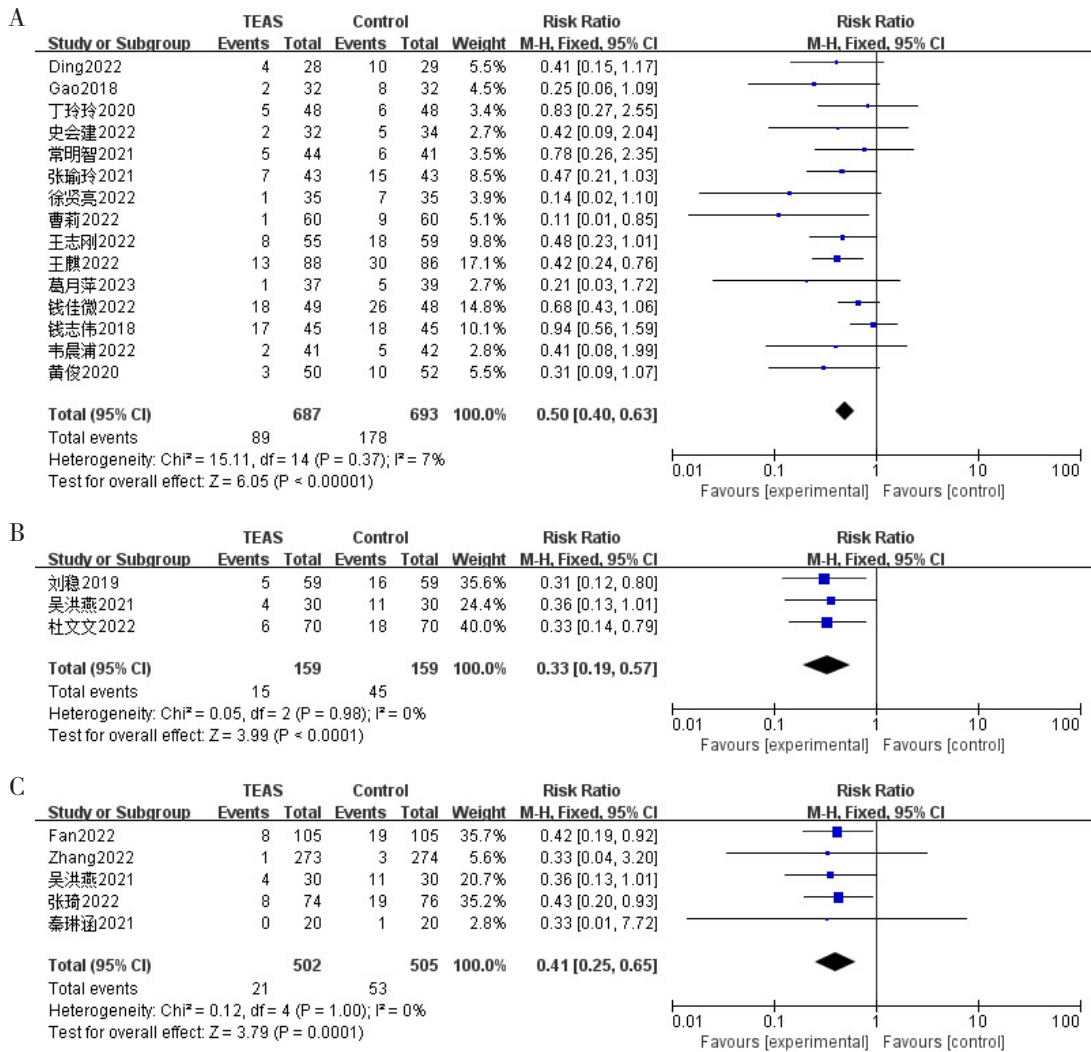 A
TEAS Control Risk Ratio Risk Ratio
Study or Subgroup Events Total Events Total Weight M-H, Fixed, 95% CI M-H, Fixed, 95% CI
Ding2022 4 28 10 29 5.5% 0.41 [0.15, 1.17]
Gao2018 2 32 8 32 4.5% 0.25 [0.06, 1.09]
丁玲玲2020 5 48 6 48 3.4% 0.83 [0.27, 2.55]
史会建2022 2 32 5 34 2.7% 0.42 [0.09, 2.04]
常明智2021 5 44 6 41 3.5% 0.78 [0.26, 2.35]
张瑜玲2021 7 43 15 43 8.5% 0.47 [0.21, 1.03]
徐贤亮2022 1 35 7 35 3.9% 0.14 [0.02, 1.10]
曹莉2022 1 60 9 60 5.1% 0.11 [0.01, 0.85]
王志刚2022 8 55 18 59 9.8% 0.48 [0.23, 1.01]
王麒2022 13 88 30 86 17.1% 0.42 [0.24, 0.76]
葛月萍2023 1 37 5 39 2.7% 0.21 [0.03, 1.72]
钱佳微2022 18 49 26 48 14.8% 0.68 [0.43, 1.06]
钱志伟2018 17 45 18 45 10.1% 0.94 [0.56, 1.59]
韦晨浦2022 2 41 5 42 2.8% 0.41 [0.08, 1.99]
黄俊2020 3 50 10 52 5.5% 0.31 [0.09, 1.07]
Total (95% CI) 687 693 100.0% 0.50 [0.40, 0.63]
Total events 89 178
Heterogeneity: Chi² = 15.11, df = 14 (P = 0.37); I² = 7%
Test for overall effect: Z = 6.05 (P < 0.00001)
0.01 0.1 1 10 100
Favours [experimental] Favours [control]
B
TEAS Control Risk Ratio Risk Ratio
Study or Subgroup Events Total Events Total Weight M-H, Fixed, 95% CI M-H, Fixed, 95% CI
刘稳2019 5 59 16 59 35.6% 0.31 [0.12, 0.80]
吴洪燕2021 4 30 11 30 24.4% 0.36 [0.13, 1.01]
杜文文2022 6 70 18 70 40.0% 0.33 [0.14, 0.79]
Total (95% CI) 159 159 100.0% 0.33 [0.19, 0.57]
Total events 15 45
Heterogeneity: Chi² = 0.05, df = 2 (P = 0.98); I² = 0%
Test for overall effect: Z = 3.99 (P < 0.0001)
0.01 0.1 1 10 100
Favours [experimental] Favours [control]
C
TEAS Control Risk Ratio Risk Ratio
Study or Subgroup Events Total Events Total Weight M-H, Fixed, 95% CI M-H, Fixed, 95% CI
Fan2022 8 105 19 105 35.7% 0.42 [0.19, 0.92]
Zhang2022 1 273 3 274 5.6% 0.33 [0.04, 3.20]
吴洪燕2021 4 30 11 30 20.7% 0.36 [0.13, 1.01]
张琦2022 8 74 19 76 35.2% 0.43 [0.20, 0.93]
秦琳涵2021 0 20 1 20 2.8% 0.33 [0.01, 7.72]
Total (95% CI) 502 505 100.0% 0.41 [0.25, 0.65]
Total events 21 53
Heterogeneity: Chi² = 0.12, df = 4 (P = 1.00); I² = 0%
Test for overall effect: Z = 3.79 (P = 0.0001)
0.01 0.1 1 10 100
Favours [experimental] Favours [control]